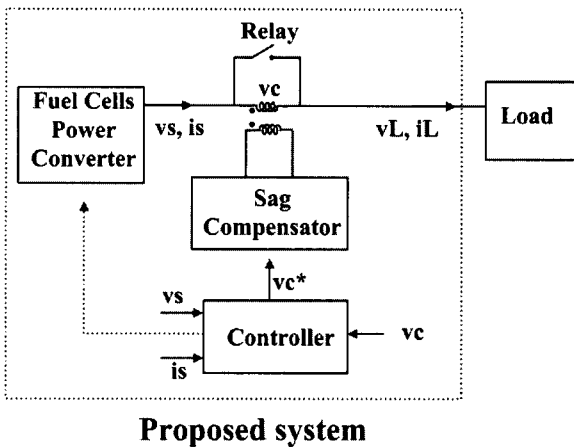 Relay
Fuel Cells
Power
Converter
vc
vs, is
vL, iL
Load
Sag
Compensator
vc*
vs
Controller
vc
is
Proposed system